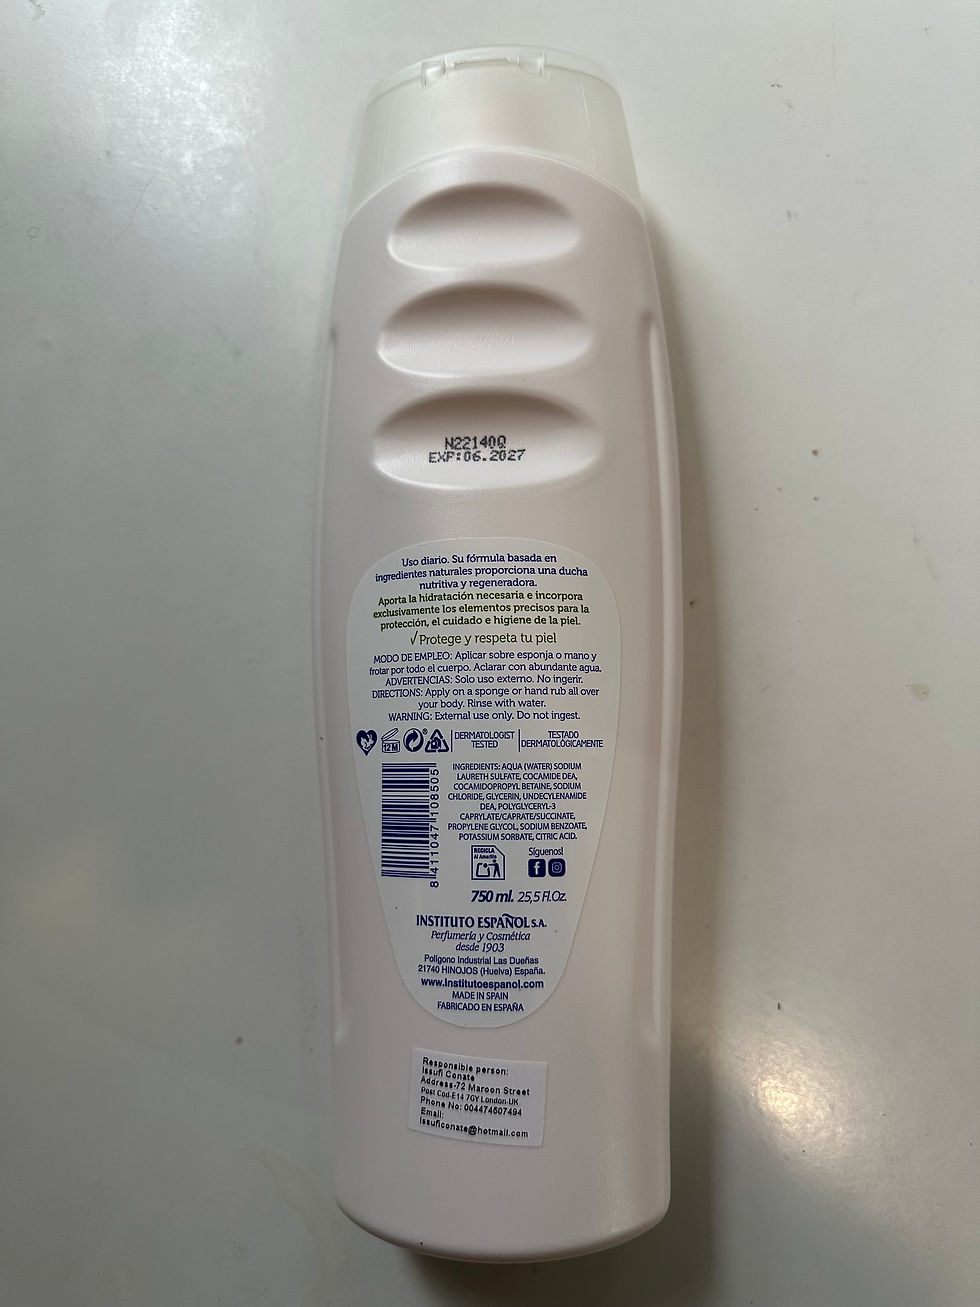 N22140Q
EXP:06.2027
Uso diario. Su fórmula basada en
ingredientes naturales proporciona una ducha
nutritiva y regeneradora.
Aporta la hidratación necesaria e incorpora
exclusivamente los elementos precisos para la
protección, el cuidado e higiene de la piel.
√Protege y respeta tu piel
MODO DE EMPLEO: Aplicar sobre esponja o mano y
frotar por todo el cuerpo. Aclarar con abundante agua.
ADVERTENCIAS: Solo uso externo. No ingerir.
DIRECTIONS: Apply on a sponge or hand rub all over
your body. Rinse with water.
WARNING: External use only. Do not ingest.
12 M
DERMATOLOGIST
TESTED
TESTADO
DERMATOLÓGICAMENTE
INGREDIENTS: AQUA (WATER) SODIUM
LAURETH SULFATE, COCAMIDE DEA,
COCAMIDOPROPYL BETAINE, SODIUM
CHLORIDE, GLYCERIN, UNDECYLENAMIDE
DEA, POLYGLYCERYL-3
CAPRYLATE/CAPRATE/SUCCINATE,
PROPYLENE GLYCOL, SODIUM BENZOATE,
POTASSIUM SORBATE, CITRIC ACID.
8 411047 108505
RECICLA
Al Amarillo
Síguenos!
750 ml. 25,5 Fl.Oz.
INSTITUTO ESPAÑOL S.A.
Perfumería y Cosmética
desde 1903
Polígono Industrial Las Dueñas
21740 HINOJOS (Huelva) España.
www.institutoespanol.com
MADE IN SPAIN
FABRICADO EN ESPAÑA
Responsible person:
Issufi Conate
Address-72 Maroon Street
Post Cod-E14 7GY London-UK
Phone No: 004474507494
Email:
issuficonate@hotmail.com